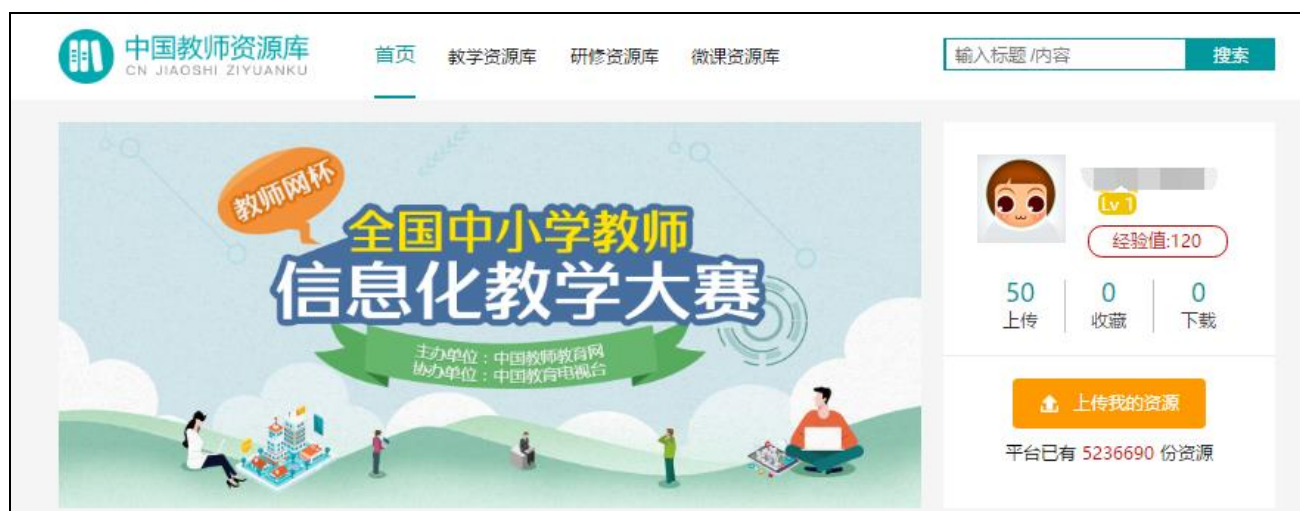 中国教师资源库
CN JIAOSHI ZIYUANKU
首页 教学资源库 研修资源库 微课资源库
输入标题/内容 搜索
教师网杯
全国中小学教师
信息化教学大赛
主办单位：中国教师教育网
协办单位：中国教育电视台
Lv 1
经验值:120
50 0 0
上传 收藏 下载
上传我的资源
平台已有 5236690 份资源